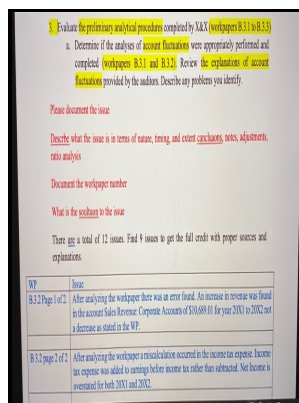 3. Evaluate the preliminary analytical procedures completed by X&X (workpapers B.3.1 to B.3.3)
a. Determine if the analyses of account fluctuations were appropriately performed and
completed (workpapers B.3.1 and B.3.2). Review the explanations of account
fluctuations provided by the auditors. Describe any problems you identify.
Please document the issue
Descrbe what the issue is in terms of nature, timing, and extent canclusons, notes, adjustments,
ratio analysis
Document the workpaper number
What is the soultuon to the issue
There are a total of 12 issues. Find 9 issues to get the full credit with proper sources and
explanations.
WP Issue
B.3.2 Page 1 of 2 After analyzing the workpaper there was an error found. An increase in revenue was found
in the account Sales Revenue: Corporate Accounts of $10,689.01 for year 20X1 to 20X2 not
a decrease as stated in the WP.
B 3.2 page 2 of 2 After analyzing the workpaper a miscalculation occurred in the income tax expense. Income
tax expense was added to earnings before income tax rather than subtracted. Net Income is
overstated for both 20X1 and 20X2.